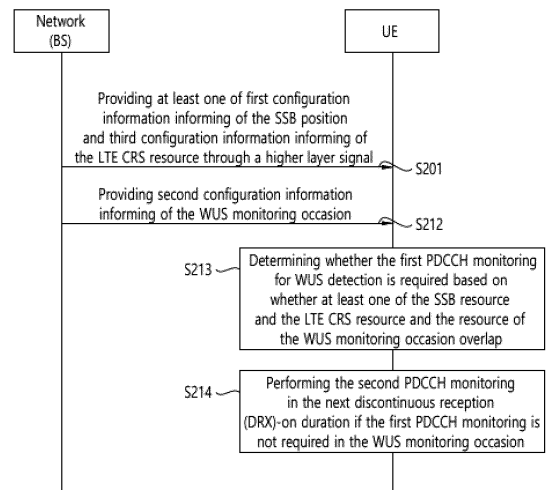 Network
(BS)
UE
Providing at least one of first configuration
information informing of the SSB position
and third configuration information informing of
the LTE CRS resource through a higher layer signal
S201
Providing second configuration information
informing of the WUS monitoring occasion
S212
S213
Determining whether the first PDCCH monitoring
for WUS detection is required based on
whether at least one of the SSB resource
and the LTE CRS resource and the resource of
the WUS monitoring occasion overlap
S214
Performing the second PDCCH monitoring
in the next discontinuous reception
(DRX)-on duration if the first PDCCH monitoring is
not required in the WUS monitoring occasion